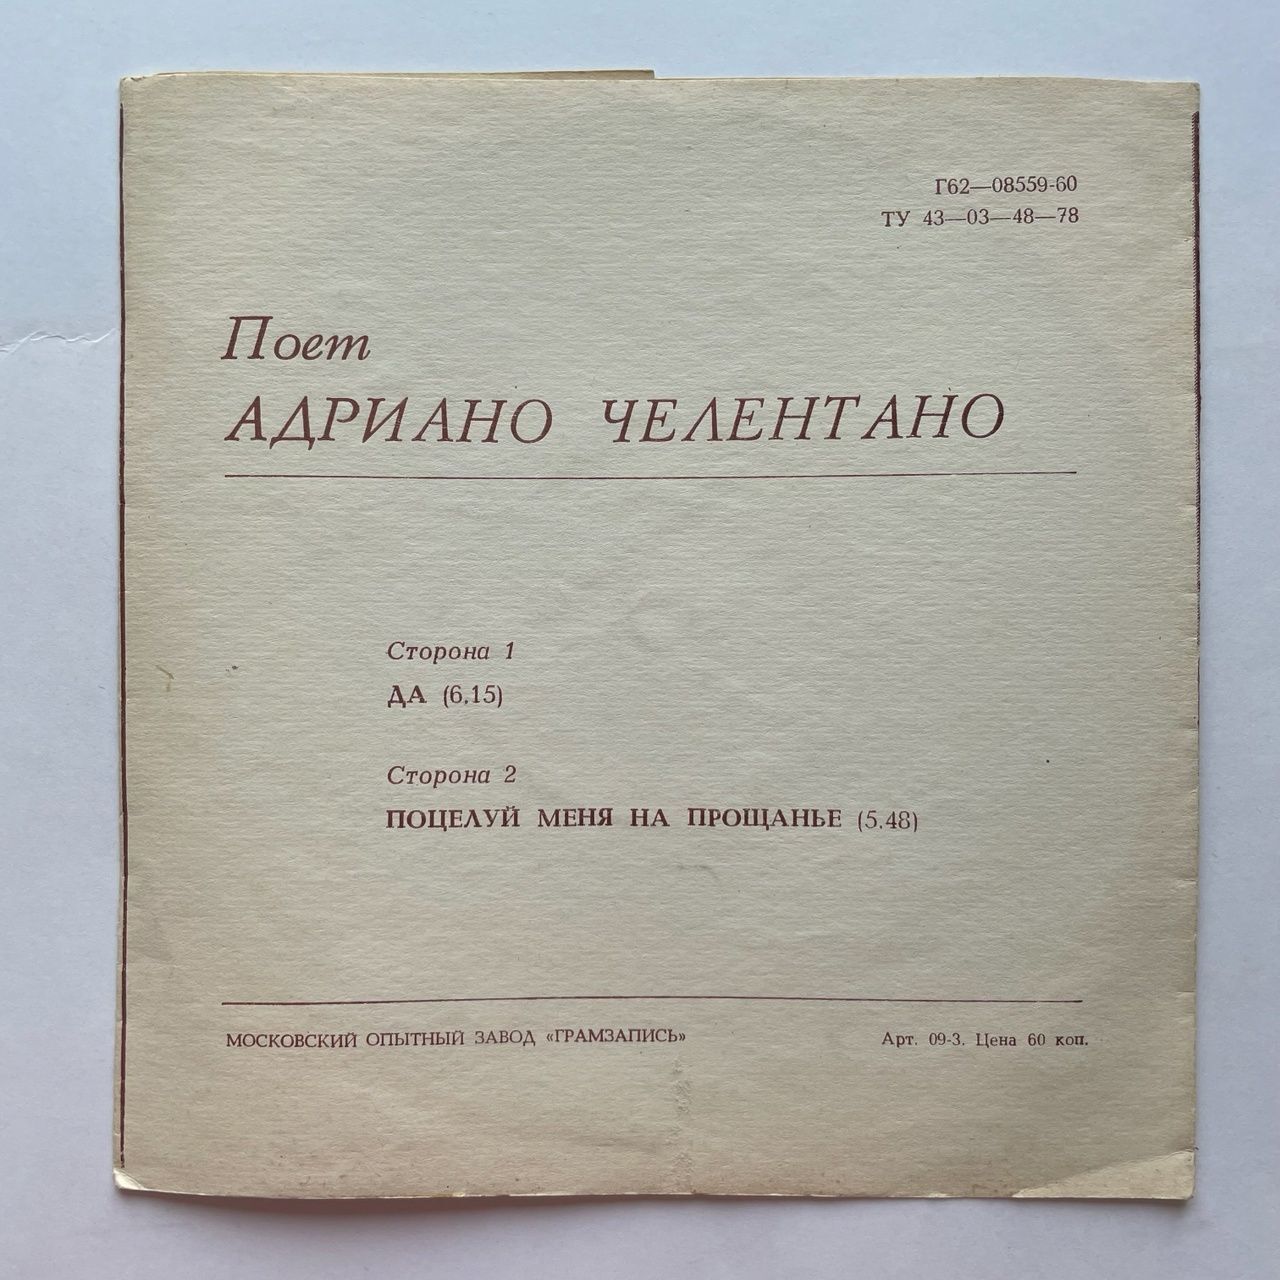 Г62—08559-60
ТУ 43—03—48—78
Поет
АДРИАНО ЧЕЛЕНТАНО
Сторона 1
ДА (6,15)
Сторона 2
ПОЦЕЛУЙ МЕНЯ НА ПРОЩАНЬЕ (5.48)
МОСКОВСКИЙ ОПЫТНЫЙ ЗАВОД «ГРАМЗАПИСЬ»
Арт. 09-3. Цена 60 коп.